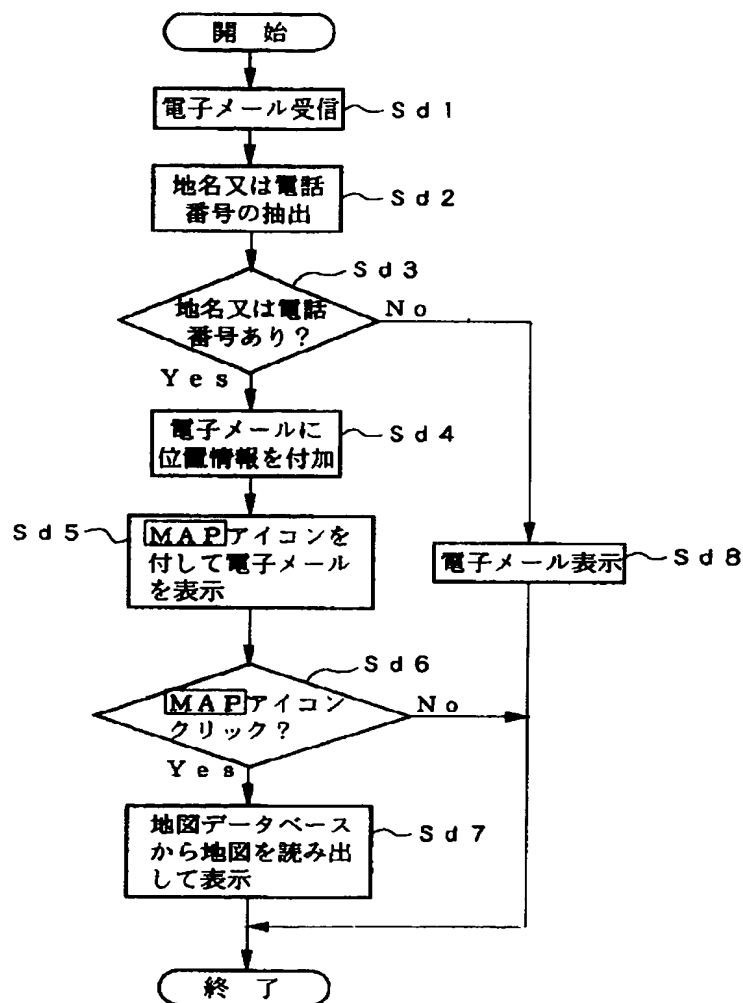 開始
電子メール受信
Sd1
地名又は電話
番号の抽出
Sd2
Sd3
地名又は電話
番号あり?
No
Yes
電子メールに
位置情報を付加
Sd4
Sd5
MAPアイコンを
付して電子メール
を表示
電子メール表示
Sd8
Sd6
MAPアイコン
クリック?
No
Yes
地図データベース
から地図を読み出
して表示
Sd7
終了